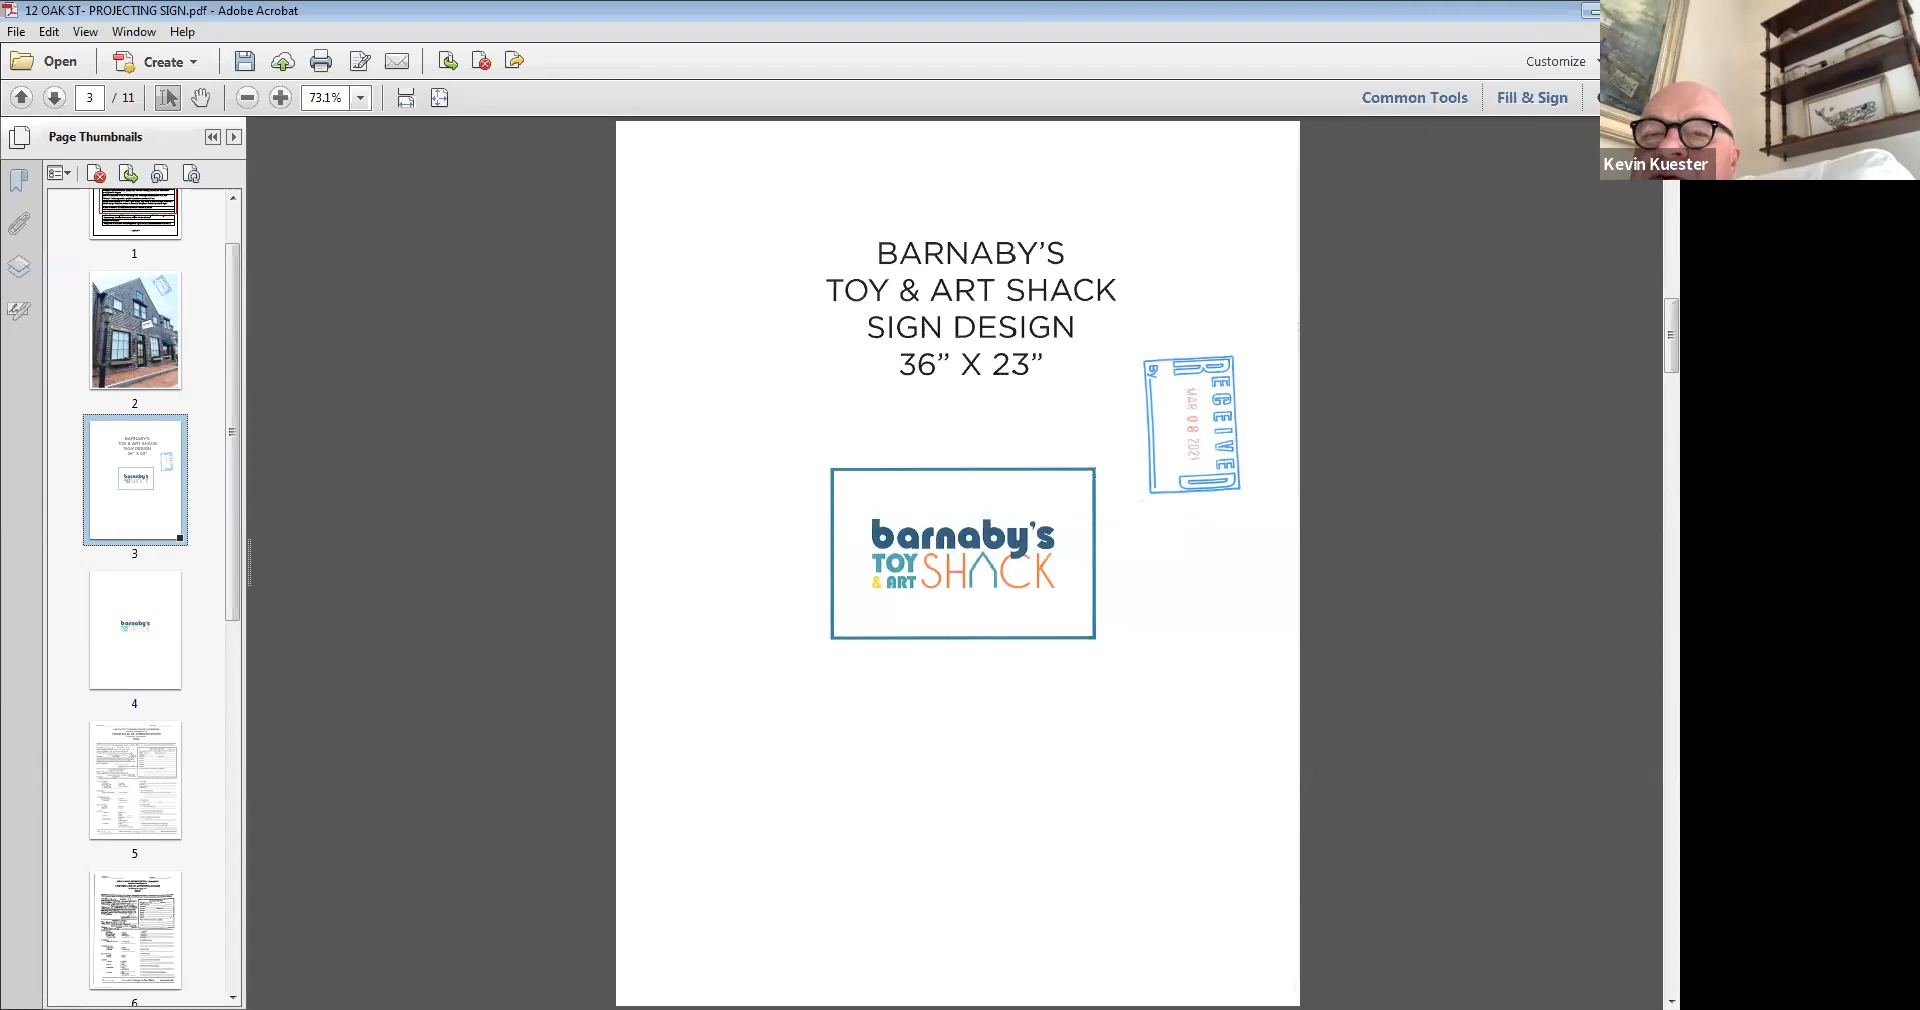 12 OAK ST- PROJECTING SIGN.pdf - Adobe Acrobat
File Edit View Window Help
Open Create Customize
3 / 11 73.1% Common Tools Fill & Sign
Kevin Kuester
Page Thumbnails
1
2
3
4
5
6
BARNABY'S
TOY & ART SHACK
SIGN DESIGN
36” X 23”
RECEIVED
MAR 08 2021
By
barnaby's
TOY SHACK
& ART